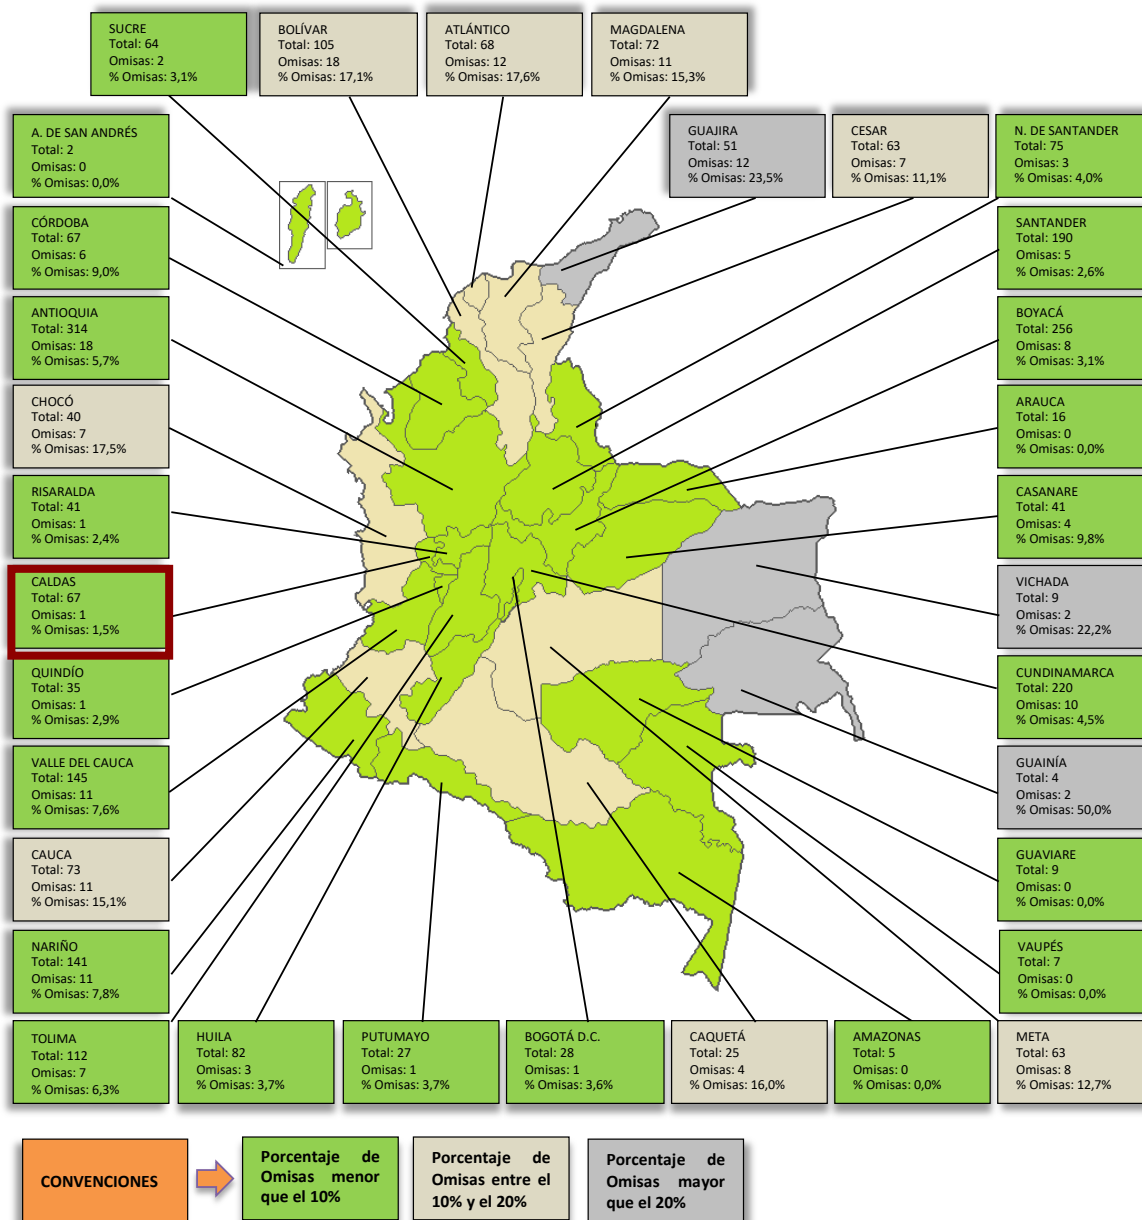 SUCRE
Total: 64
Omisas: 2
% Omisas: 3,1%
BOLÍVAR
Total: 105
Omisas: 18
% Omisas: 17,1%
ATLÁNTICO
Total: 68
Omisas: 12
% Omisas: 17,6%
MAGDALENA
Total: 72
Omisas: 11
% Omisas: 15,3%
A. DE SAN ANDRÉS
Total: 2
Omisas: 0
% Omisas: 0,0%
GUAJIRA
Total: 51
Omisas: 12
% Omisas: 23,5%
CESAR
Total: 63
Omisas: 7
% Omisas: 11,1%
N. DE SANTANDER
Total: 75
Omisas: 3
% Omisas: 4,0%
CÓRDOBA
Total: 67
Omisas: 6
% Omisas: 9,0%
SANTANDER
Total: 190
Omisas: 5
% Omisas: 2,6%
ANTIOQUIA
Total: 314
Omisas: 18
% Omisas: 5,7%
BOYACÁ
Total: 256
Omisas: 8
% Omisas: 3,1%
CHOCÓ
Total: 40
Omisas: 7
% Omisas: 17,5%
ARAUCA
Total: 16
Omisas: 0
% Omisas: 0,0%
RISARALDA
Total: 41
Omisas: 1
% Omisas: 2,4%
CASANARE
Total: 41
Omisas: 4
% Omisas: 9,8%
CALDAS
Total: 67
Omisas: 1
% Omisas: 1,5%
VICHADA
Total: 9
Omisas: 2
% Omisas: 22,2%
QUINDÍO
Total: 35
Omisas: 1
% Omisas: 2,9%
CUNDINAMARCA
Total: 220
Omisas: 10
% Omisas: 4,5%
VALLE DEL CAUCA
Total: 145
Omisas: 11
% Omisas: 7,6%
GUAINÍA
Total: 4
Omisas: 2
% Omisas: 50,0%
CAUCA
Total: 73
Omisas: 11
% Omisas: 15,1%
GUAVIARE
Total: 9
Omisas: 0
% Omisas: 0,0%
NARIÑO
Total: 141
Omisas: 11
% Omisas: 7,8%
VAUPÉS
Total: 7
Omisas: 0
% Omisas: 0,0%
TOLIMA
Total: 112
Omisas: 7
% Omisas: 6,3%
HUILA
Total: 82
Omisas: 3
% Omisas: 3,7%
PUTUMAYO
Total: 27
Omisas: 1
% Omisas: 3,7%
BOGOTÁ D.C.
Total: 28
Omisas: 1
% Omisas: 3,6%
CAQUETÁ
Total: 25
Omisas: 4
% Omisas: 16,0%
AMAZONAS
Total: 5
Omisas: 0
% Omisas: 0,0%
META
Total: 63
Omisas: 8
% Omisas: 12,7%
CONVENCIONES
Porcentaje de
Omisas menor
que el 10%
Porcentaje de
Omisas entre el
10% y el 20%
Porcentaje de
Omisas mayor
que el 20%